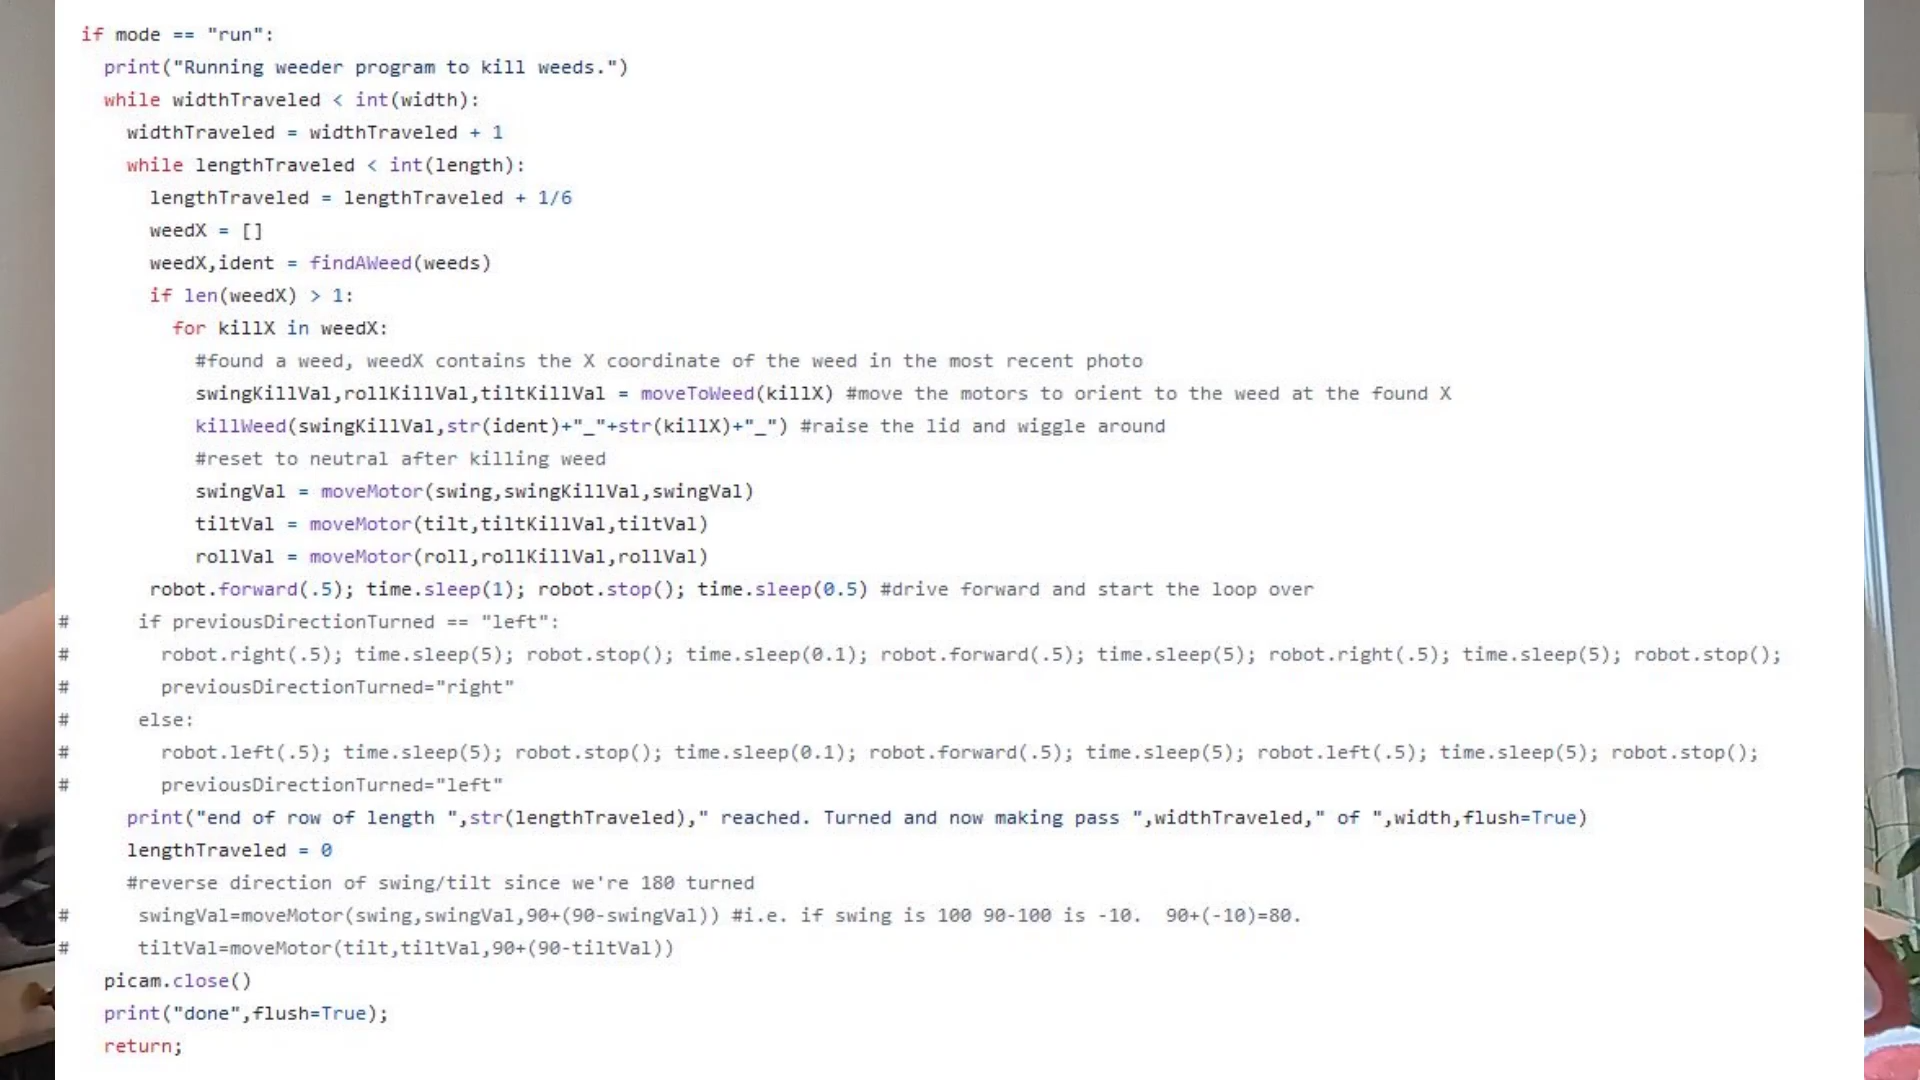 if mode == "run":
print("Running weeder program to kill weeds.")
while widthTraveled < int(width):
widthTraveled = widthTraveled + 1
while lengthTraveled < int(length):
lengthTraveled = lengthTraveled + 1/6
weedX = []
weedX,ident = findAWeed(weeds)
if len(weedX) > 1:
for killX in weedX:
#found a weed, weedX contains the X coordinate of the weed in the most recent photo
swingKillVal,rollKillVal,tiltKillVal = moveToWeed(killX) #move the motors to orient to the weed at the found X
killWeed(swingKillVal,str(ident)+"_"+str(killX)+"_") #raise the lid and wiggle around
#reset to neutral after killing weed
swingVal = moveMotor(swing,swingKillVal,swingVal)
tiltVal = moveMotor(tilt,tiltKillVal,tiltVal)
rollVal = moveMotor(roll,rollKillVal,rollVal)
robot.forward(.5); time.sleep(1); robot.stop(); time.sleep(0.5) #drive forward and start the loop over
# if previousDirectionTurned == "left":
# robot.right(.5); time.sleep(5); robot.stop(); time.sleep(0.1); robot.forward(.5); time.sleep(5); robot.right(.5); time.sleep(5); robot.stop();
# previousDirectionTurned="right"
# else:
# robot.left(.5); time.sleep(5); robot.stop(); time.sleep(0.1); robot.forward(.5); time.sleep(5); robot.left(.5); time.sleep(5); robot.stop();
# previousDirectionTurned="left"
print("end of row of length ",str(lengthTraveled)," reached. Turned and now making pass ",widthTraveled," of ",width,flush=True)
lengthTraveled = 0
#reverse direction of swing/tilt since we're 180 turned
# swingVal=moveMotor(swing,swingVal,90+(90-swingVal)) #i.e. if swing is 100 90-100 is -10. 90+(-10)=80.
# tiltVal=moveMotor(tilt,tiltVal,90+(90-tiltVal))
picam.close()
print("done",flush=True);
return;